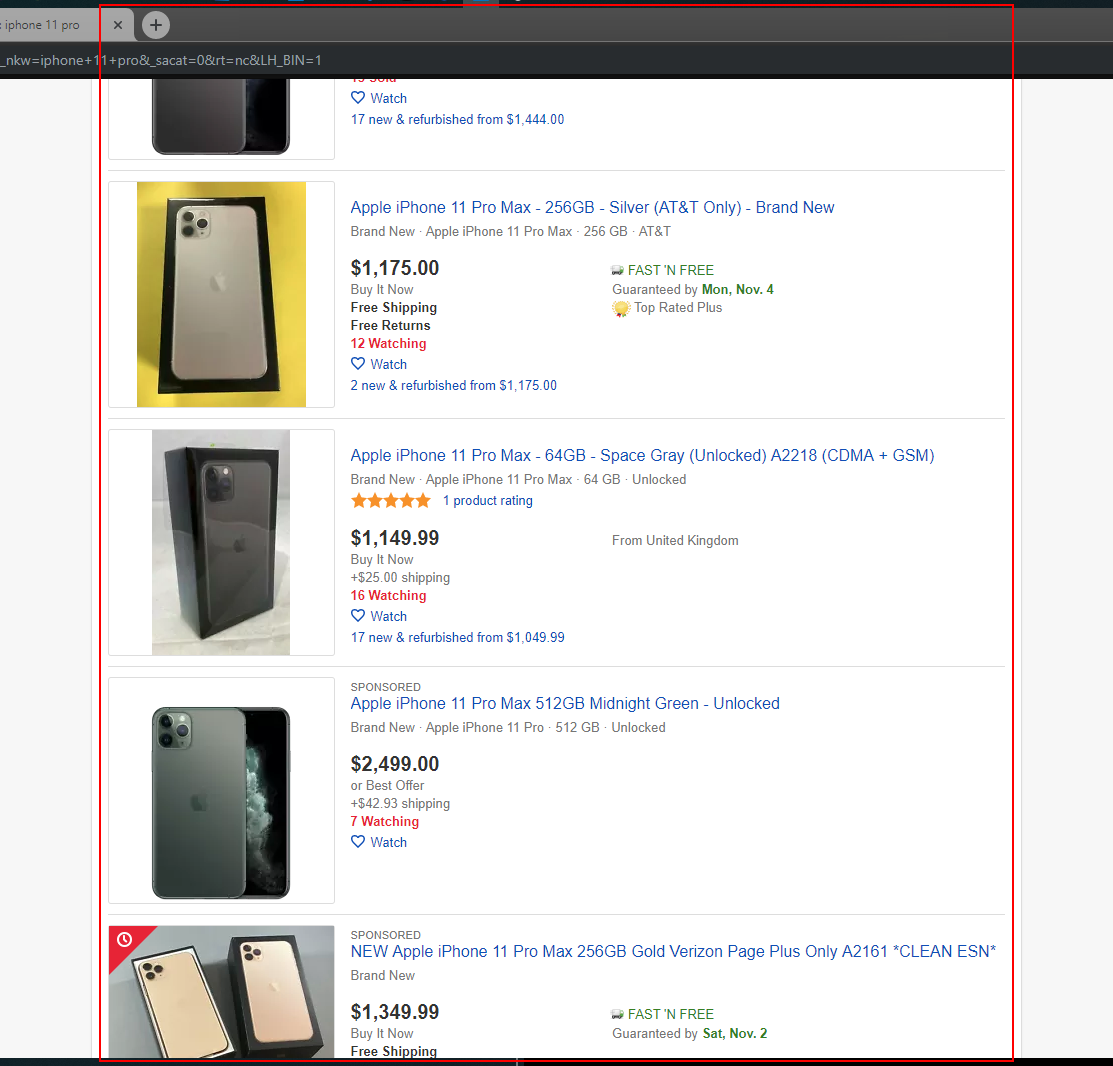 iphone 11 pro
_nkw=iphone+11+pro&_sacat=0&rt=nc&LH_BIN=1
19 Sold
Watch
17 new & refurbished from $1,444.00
Apple iPhone 11 Pro Max - 256GB - Silver (AT&T Only) - Brand New
Brand New · Apple iPhone 11 Pro Max · 256 GB · AT&T
$1,175.00
Buy It Now
Free Shipping
Free Returns
12 Watching
Watch
2 new & refurbished from $1,175.00
FAST 'N FREE
Guaranteed by Mon, Nov. 4
Top Rated Plus
Apple iPhone 11 Pro Max - 64GB - Space Gray (Unlocked) A2218 (CDMA + GSM)
Brand New · Apple iPhone 11 Pro Max · 64 GB · Unlocked
1 product rating
$1,149.99
Buy It Now
+$25.00 shipping
16 Watching
Watch
17 new & refurbished from $1,049.99
From United Kingdom
SPONSORED
Apple iPhone 11 Pro Max 512GB Midnight Green - Unlocked
Brand New · Apple iPhone 11 Pro · 512 GB · Unlocked
$2,499.00
or Best Offer
+$42.93 shipping
7 Watching
Watch
SPONSORED
NEW Apple iPhone 11 Pro Max 256GB Gold Verizon Page Plus Only A2161 *CLEAN ESN*
Brand New
$1,349.99
Buy It Now
Free Shipping
FAST 'N FREE
Guaranteed by Sat, Nov. 2